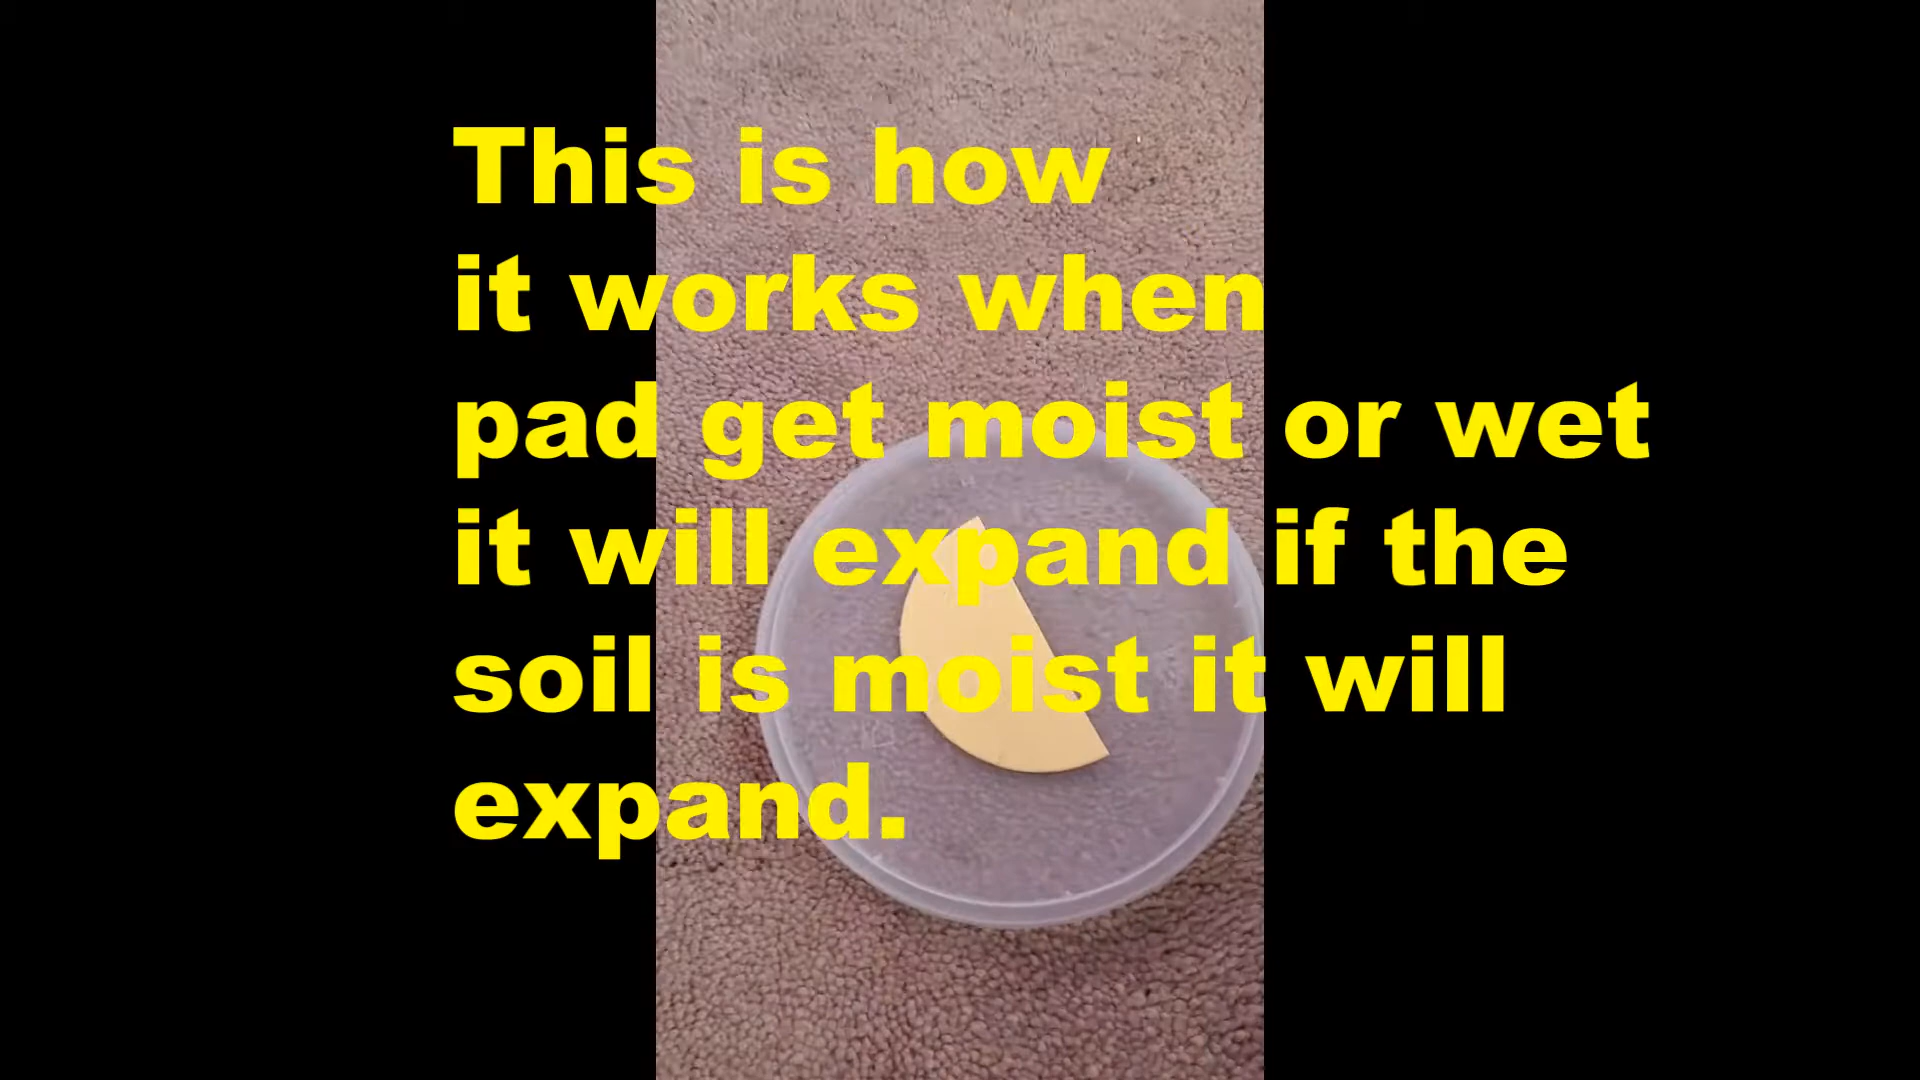 This is how
it works when
pad get moist or wet
it will expand if the
soil is moist it will
expand.